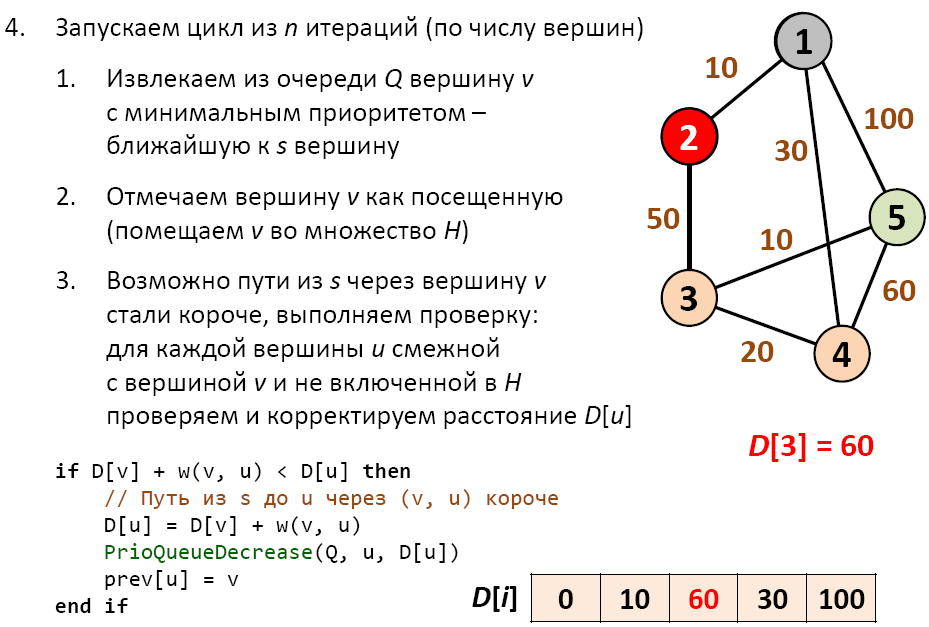 4. Запускаем цикл из n итераций (по числу вершин)
1. Извлекаем из очереди Q вершину v
с минимальным приоритетом –
ближайшую к s вершину
2. Отмечаем вершину v как посещенную
(помещаем v во множество H)
3. Возможно пути из s через вершину v
стали короче, выполняем проверку:
для каждой вершины u смежной
с вершиной v и не включенной в H
проверяем и корректируем расстояние D[u]
if D[v] + w(v, u) < D[u] then
// Путь из s до u через (v, u) короче
D[u] = D[v] + w(v, u)
PrioQueueDecrease(Q, u, D[u])
prev[u] = v
end if
1
10
100
2
30
5
50
10
3
60
20
4
D[3] = 60
D[i] 0 10 60 30 100